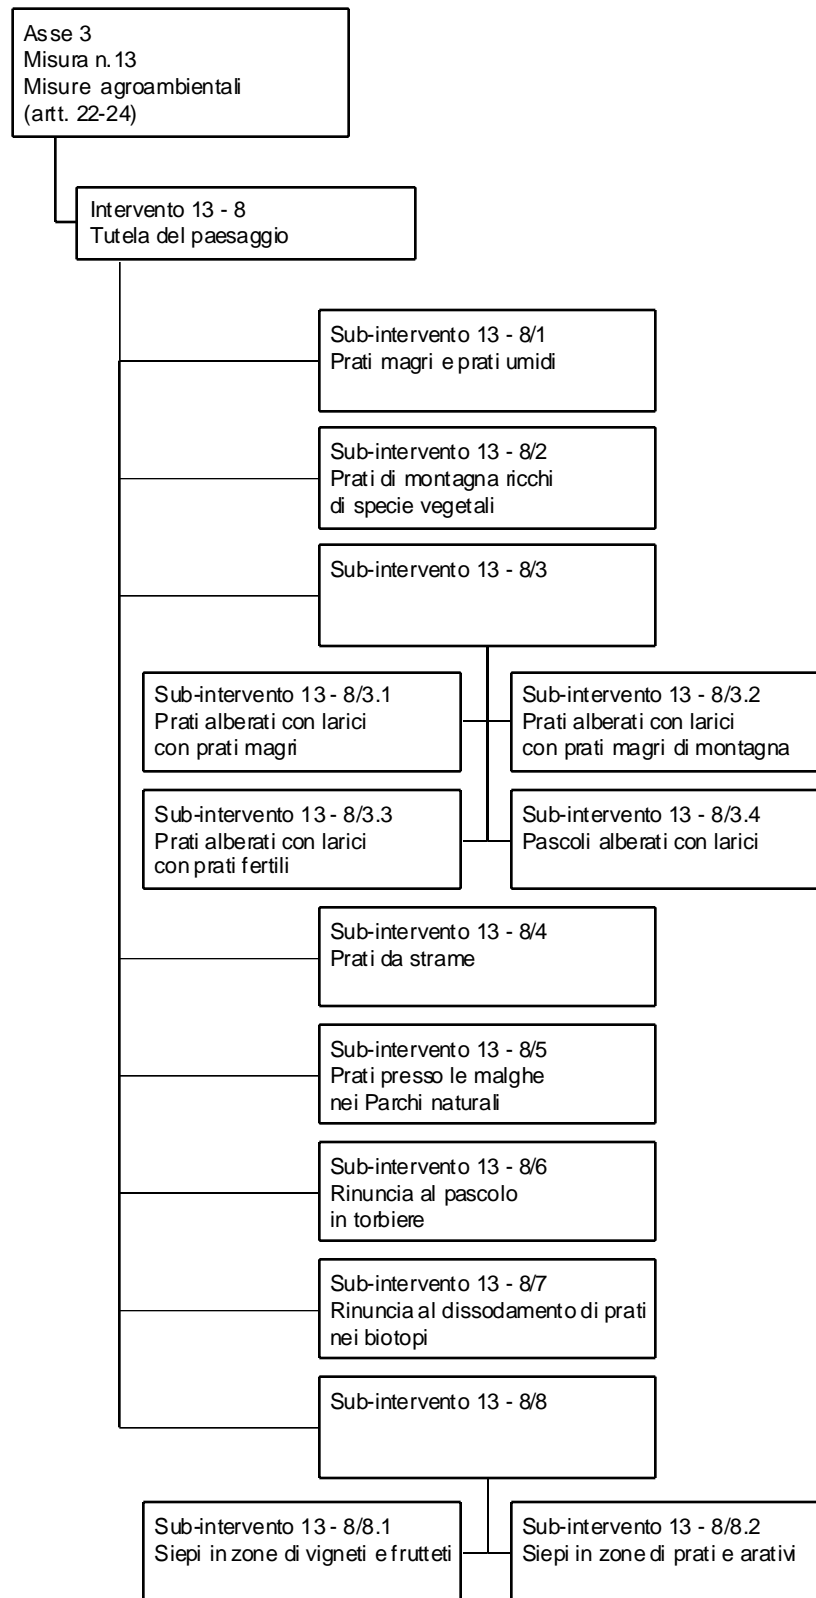 Asse 3
Misura n.13
Misure agroambientali
(artt. 22-24)
Intervento 13 - 8
Tutela del paesaggio
Sub-intervento 13 - 8/1
Prati magri e prati umidi
Sub-intervento 13 - 8/2
Prati di montagna ricchi
di specie vegetali
Sub-intervento 13 - 8/3
Sub-intervento 13 - 8/3.1
Prati alberati con larici
con prati magri
Sub-intervento 13 - 8/3.2
Prati alberati con larici
con prati magri di montagna
Sub-intervento 13 - 8/3.3
Prati alberati con larici
con prati fertili
Sub-intervento 13 - 8/3.4
Pascoli alberati con larici
Sub-intervento 13 - 8/4
Prati da strame
Sub-intervento 13 - 8/5
Prati presso le malghe
nei Parchi naturali
Sub-intervento 13 - 8/6
Rinuncia al pascolo
in torbiere
Sub-intervento 13 - 8/7
Rinuncia al dissodamento di prati
nei biotopi
Sub-intervento 13 - 8/8
Sub-intervento 13 - 8/8.1
Siepi in zone di vigneti e frutteti
Sub-intervento 13 - 8/8.2
Siepi in zone di prati e arativi